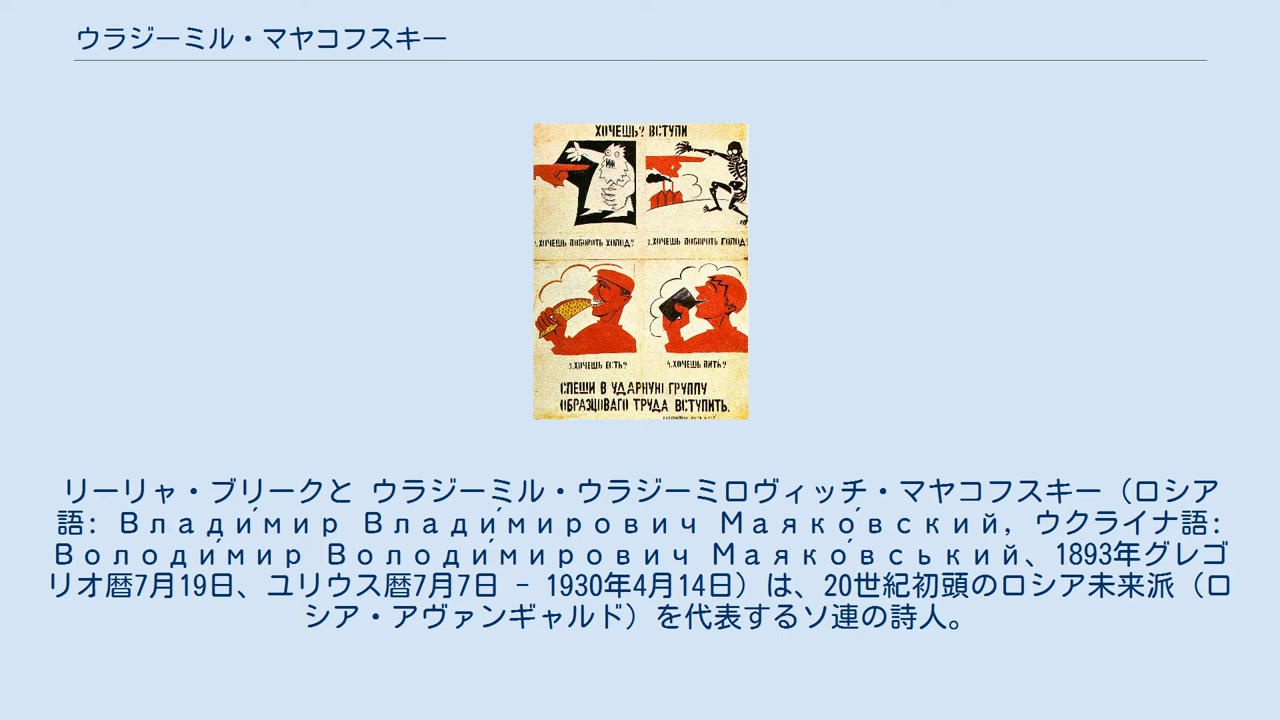 ウラジーミル・マヤコフスキー
ХОЧЕШЬ? ВСТУПИ
1.ХОЧЕШЬ ПОБОРОТЬ ХОЛОД?
2.ХОЧЕШЬ ПОБОРОТЬ ГОЛОД?
3.ХОЧЕШЬ ЕСТЬ?
4.ХОЧЕШЬ ПИТЬ?
СПЕШИ В УДАРНУЮ ГРУППУ
ОБРАЗЦОВАГО ТРУДА ВСТУПИТЬ.
リーリャ・ブリークと ウラジーミル・ウラジーミロヴィッチ・マヤコフスキー（ロシア
語: Влади́мир Влади́мирович Маяко́вский, ウクライナ語:
Володи́мир Володи́мирович Маяко́вський、1893年グレゴ
リオ暦7月19日、ユリウス暦7月7日 - 1930年4月14日）は、20世紀初頭のロシア未来派（ロ
シア・アヴァンギャルド）を代表するソ連の詩人。